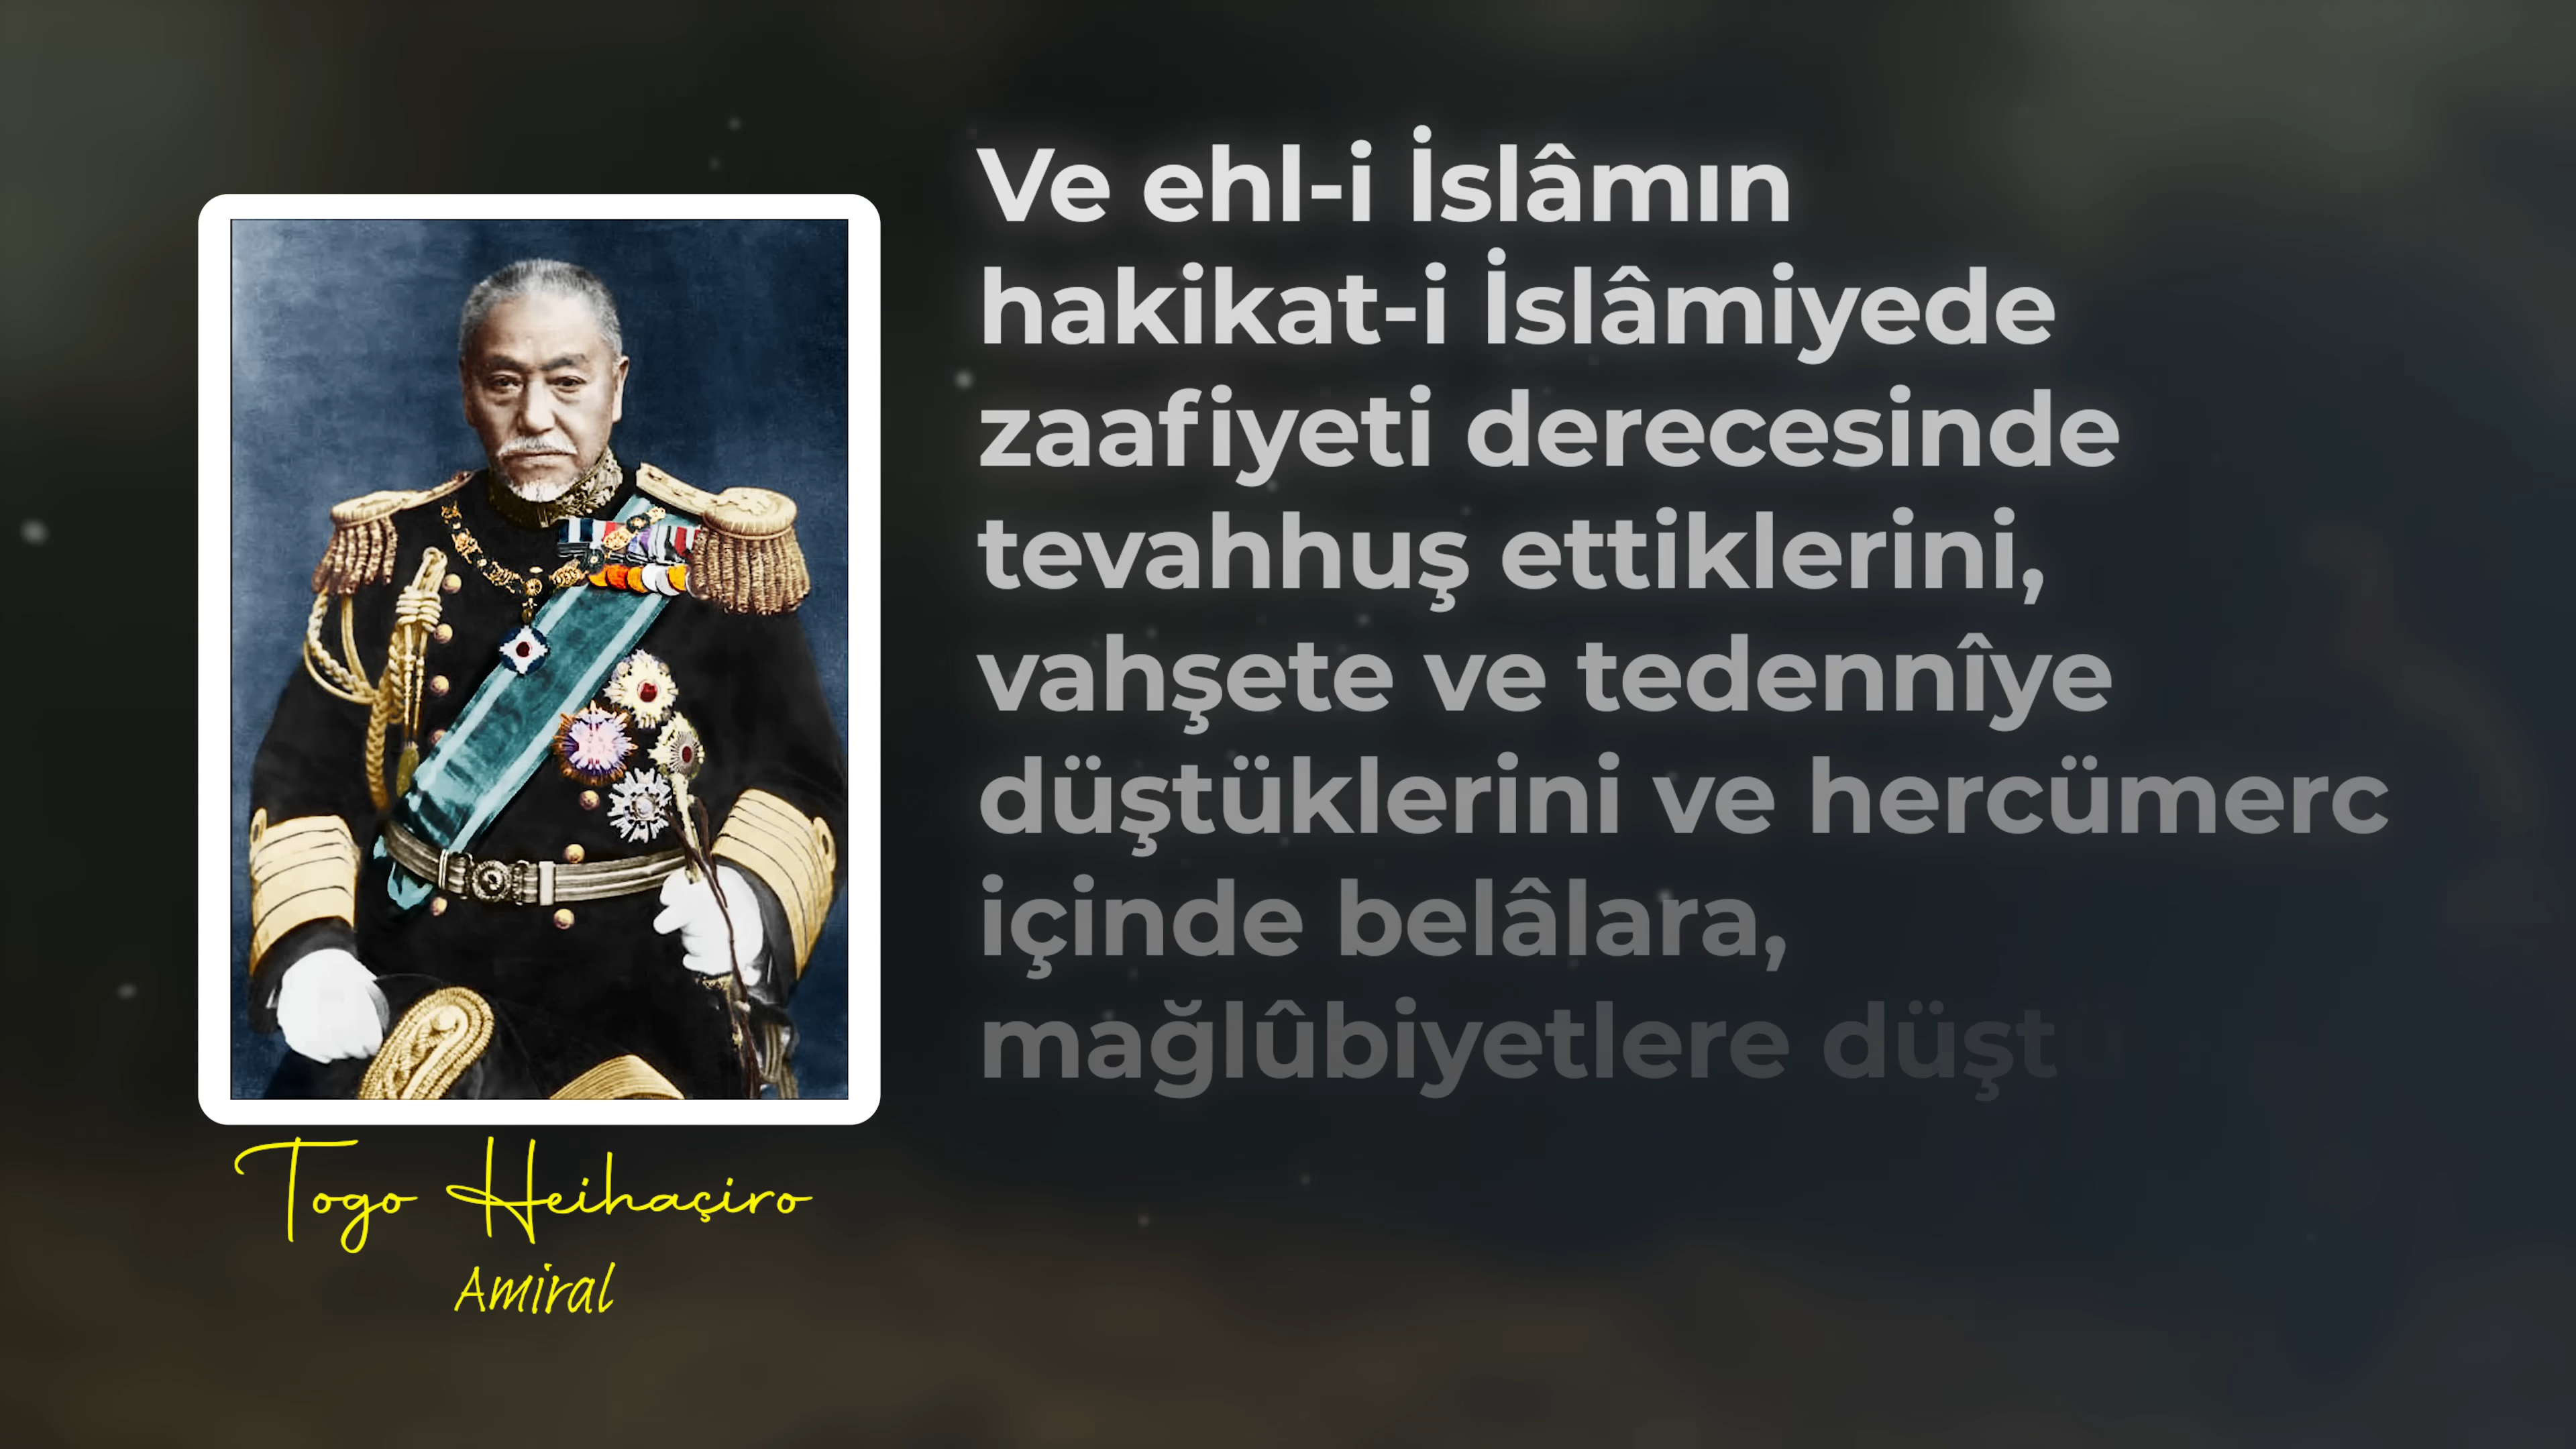 Ve ehl-i İslâmın
hakikat-i İslâmiyede
zaafiyeti derecesinde
tevahhuş ettiklerini,
vahşete ve tedennîye
düştüklerini ve hercümerc
içinde belâlara,
mağlûbiyetlere düşt
Togo Heihaçiro
Amiral